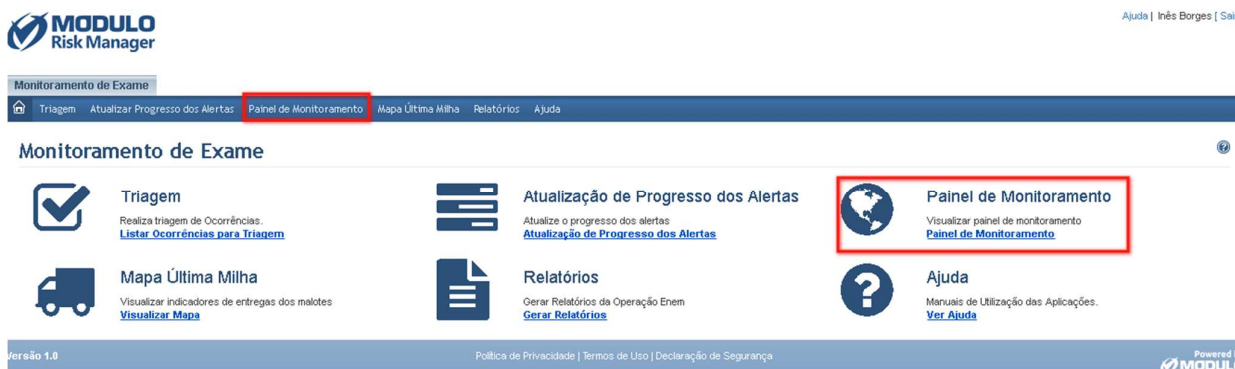 MODULO
Risk Manager
Ajuda | Inês Borges [ Sai
Monitoramento de Exame
Triagem Atualizar Progresso dos Alertas Painel de Monitoramento Mapa Última Milha Relatórios Ajuda
Monitoramento de Exame
Triagem
Realiza triagem de Ocorrências.
Listar Ocorrências para Triagem
Atualização de Progresso dos Alertas
Atualize o progresso dos alertas
Atualização de Progresso dos Alertas
Painel de Monitoramento
Visualizar painel de monitoramento
Painel de Monitoramento
Mapa Última Milha
Visualizar indicadores de entregas dos malotes
Visualizar Mapa
Relatórios
Gerar Relatórios da Operação Enem
Gerar Relatórios
Ajuda
Manuais de Utilização das Aplicações.
Ver Ajuda
Versão 1.0
Política de Privacidade | Termos de Uso | Declaração de Segurança
Powered
MODULO